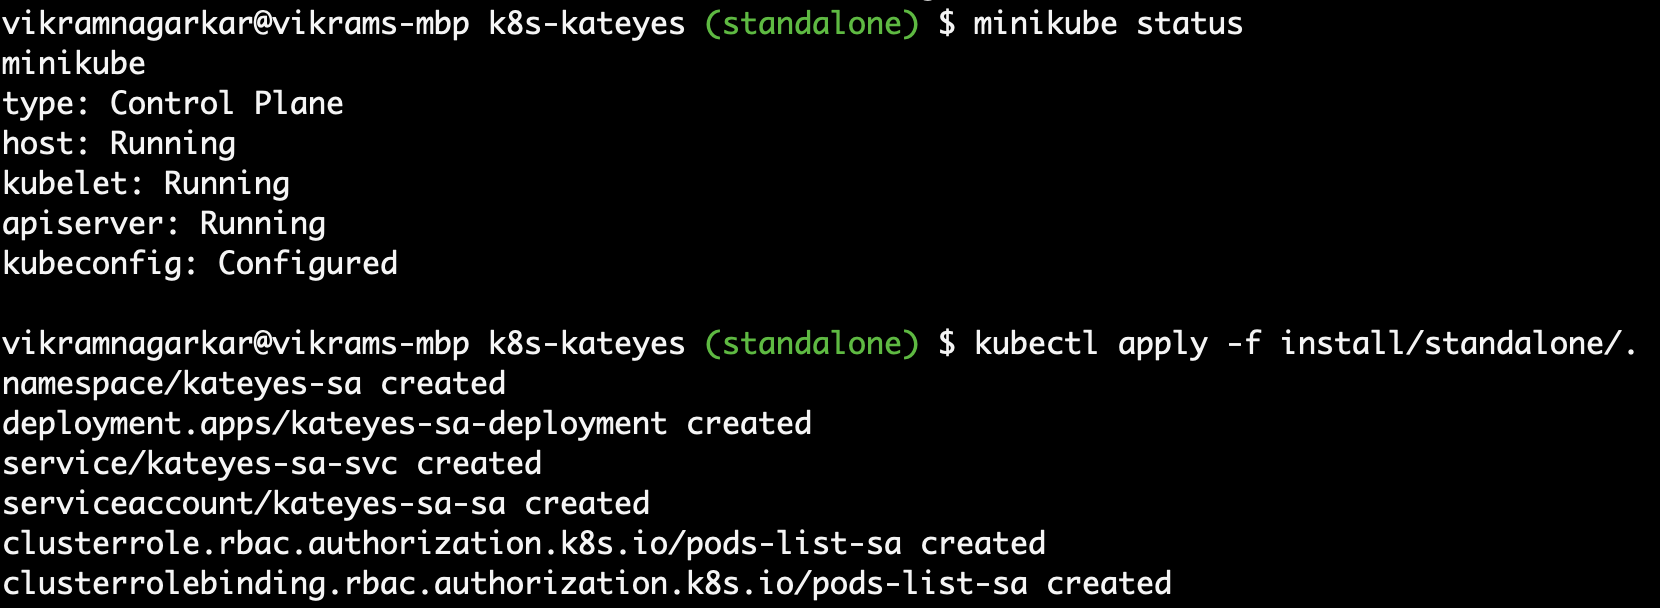 vikramnagarkar@vikrams-mbp k8s-kateyes (standalone) $ minikube status
minikube
type: Control Plane
host: Running
kubelet: Running
apiserver: Running
kubeconfig: Configured
vikramnagarkar@vikrams-mbp k8s-kateyes (standalone) $ kubectl apply -f install/standalone/.
namespace/kateyes-sa created
deployment.apps/kateyes-sa-deployment created
service/kateyes-sa-svc created
serviceaccount/kateyes-sa-sa created
clusterrole.rbac.authorization.k8s.io/pods-list-sa created
clusterrolebinding.rbac.authorization.k8s.io/pods-list-sa created